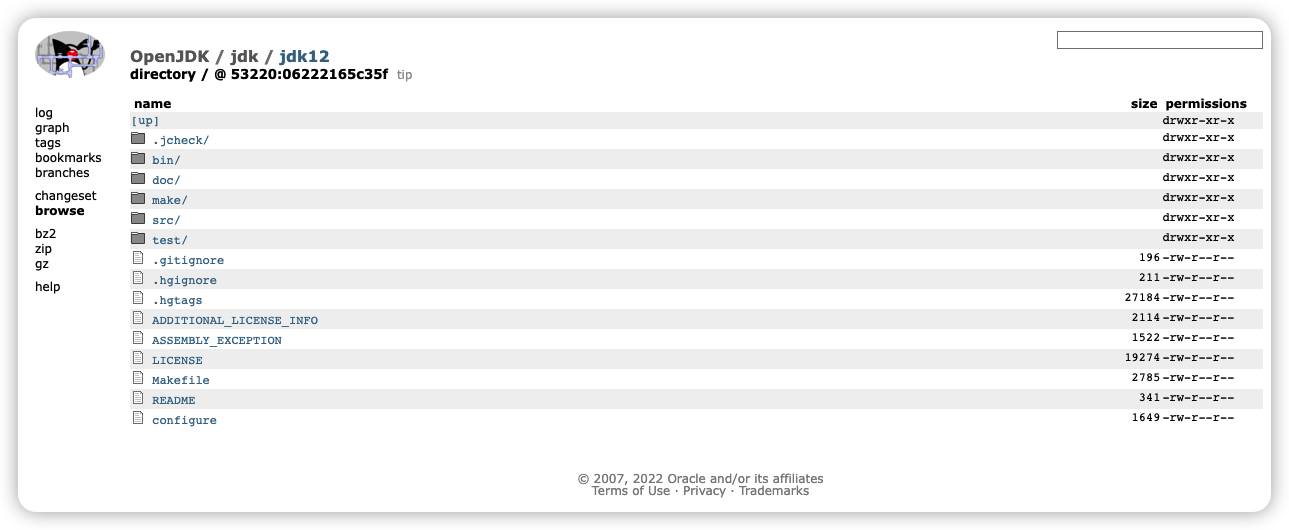 OpenJDK / jdk / jdk12
directory / @ 53220:06222165c35f tip
log
graph
tags
bookmarks
branches
changeset
browse
bz2
zip
gz
help
name size permissions
[up] drwxr-xr-x
.jcheck/ drwxr-xr-x
bin/ drwxr-xr-x
doc/ drwxr-xr-x
make/ drwxr-xr-x
src/ drwxr-xr-x
test/ drwxr-xr-x
.gitignore 196 -rw-r--r--
.hgignore 211 -rw-r--r--
.hgtags 27184 -rw-r--r--
ADDITIONAL_LICENSE_INFO 2114 -rw-r--r--
ASSEMBLY_EXCEPTION 1522 -rw-r--r--
LICENSE 19274 -rw-r--r--
Makefile 2785 -rw-r--r--
README 341 -rw-r--r--
configure 1649 -rw-r--r--
© 2007, 2022 Oracle and/or its affiliates
Terms of Use · Privacy · Trademarks